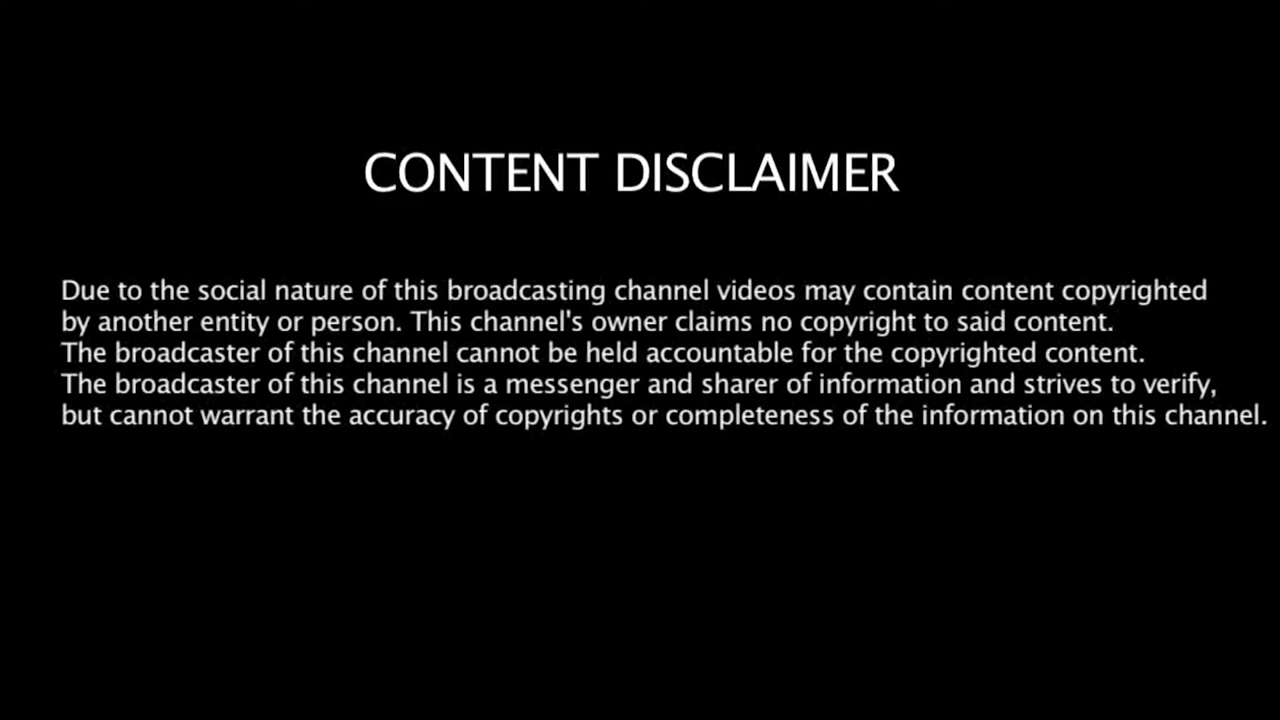 CONTENT DISCLAIMER
Due to the social nature of this broadcasting channel videos may contain content copyrighted
by another entity or person. This channel's owner claims no copyright to said content.
The broadcaster of this channel cannot be held accountable for the copyrighted content.
The broadcaster of this channel is a messenger and sharer of information and strives to verify,
but cannot warrant the accuracy of copyrights or completeness of the information on this channel.